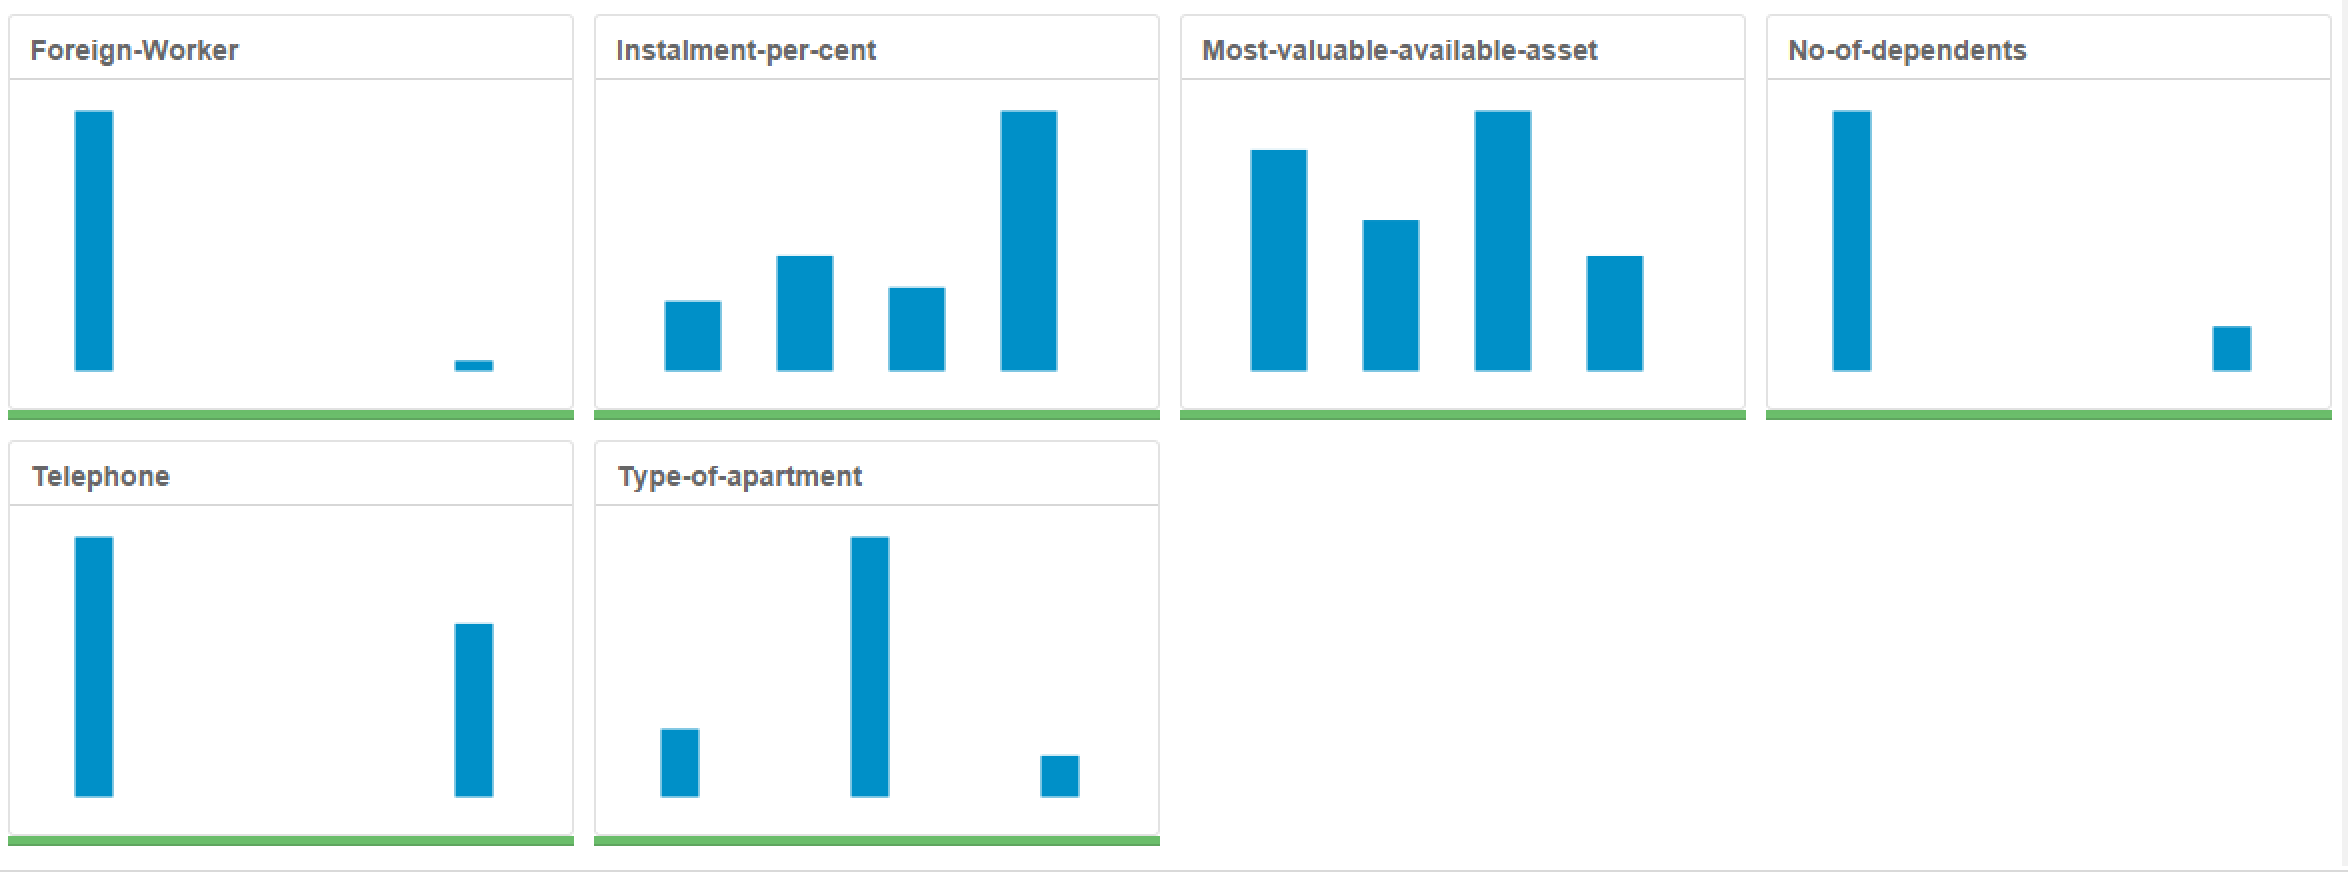 Foreign-Worker
Instalment-per-cent
Most-valuable-available-asset
No-of-dependents
Telephone
Type-of-apartment